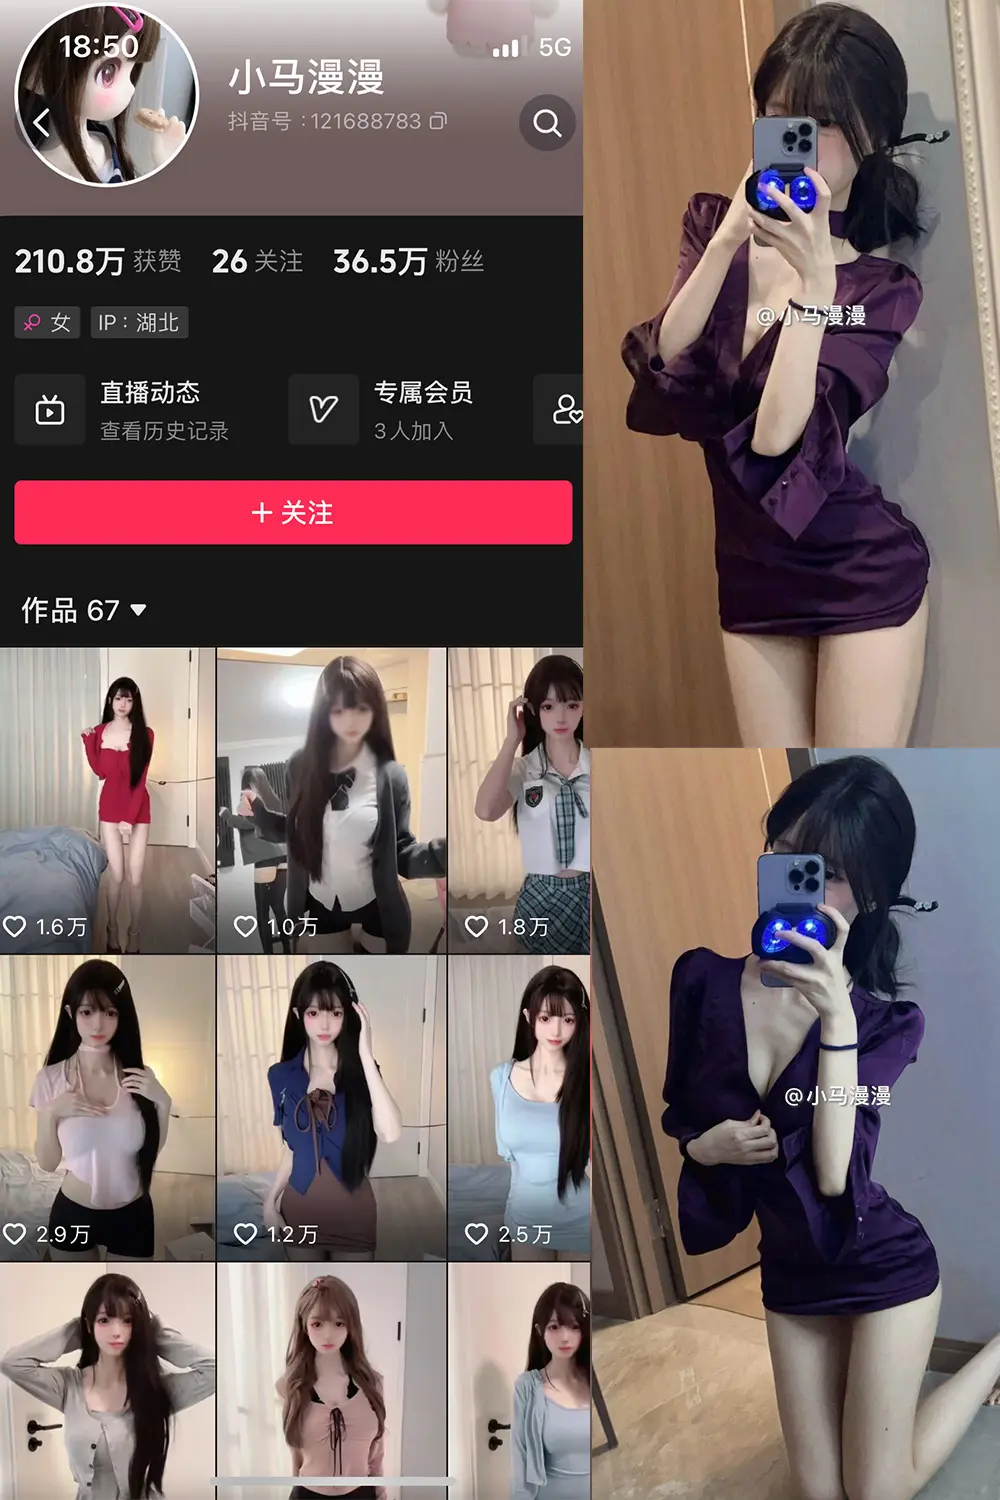 18:50
5G
小马漫漫
抖音号：121688783
210.8万 获赞 26 关注 36.5万 粉丝
女 IP：湖北
直播动态
查看历史记录
专属会员
3人加入
+ 关注
作品 67
1.6万
1.0万
1.8万
2.9万
1.2万
2.5万
@小马漫漫
@小马漫漫